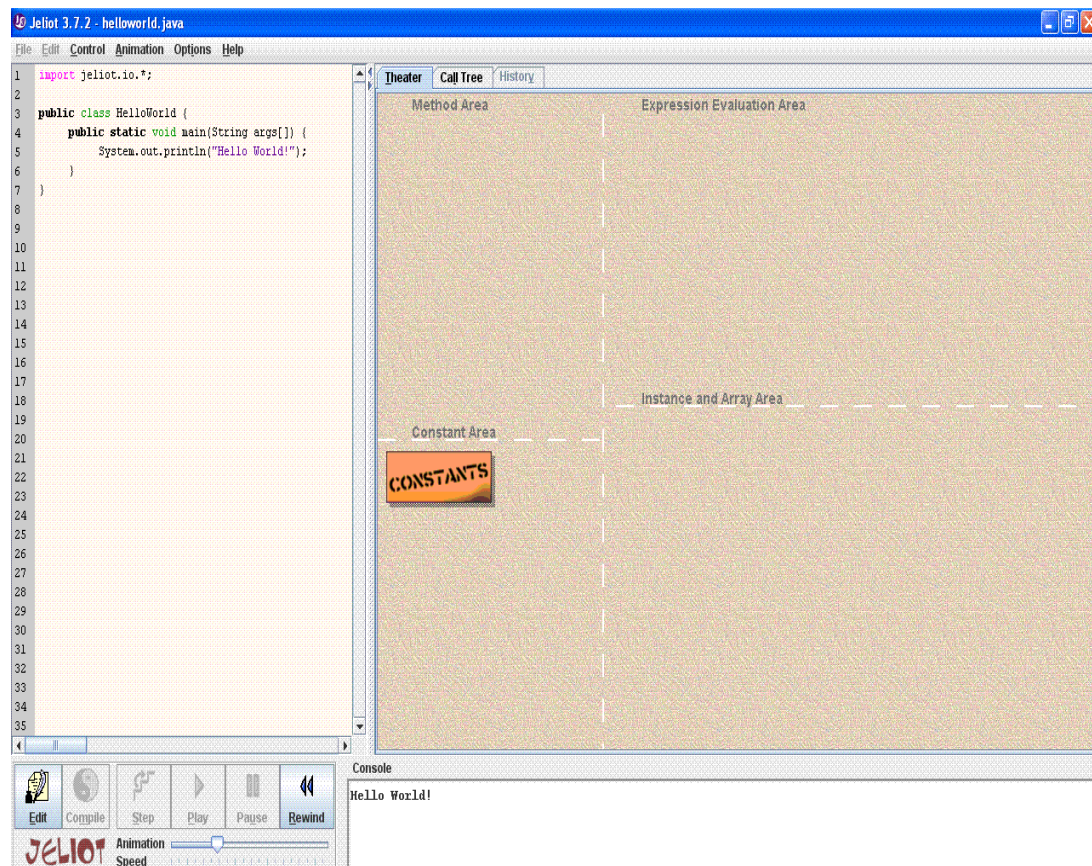 Jeliot 3.7.2 - helloworld.java
File Edit Control Animation Options Help
1 import jeliot.io.*;
2
3 public class HelloWorld {
4 public static void main(String args[]) {
5 System.out.println("Hello World!");
6 }
7 }
8
9
10
11
12
13
14
15
16
17
18
19
20
21
22
23
24
25
26
27
28
29
30
31
32
33
34
35
Theater Call Tree History
Method Area
Expression Evaluation Area
Instance and Array Area
Constant Area
CONSTANTS
Edit Compile Step Play Pause Rewind
JELIOT
Animation
Speed
Console
Hello World!